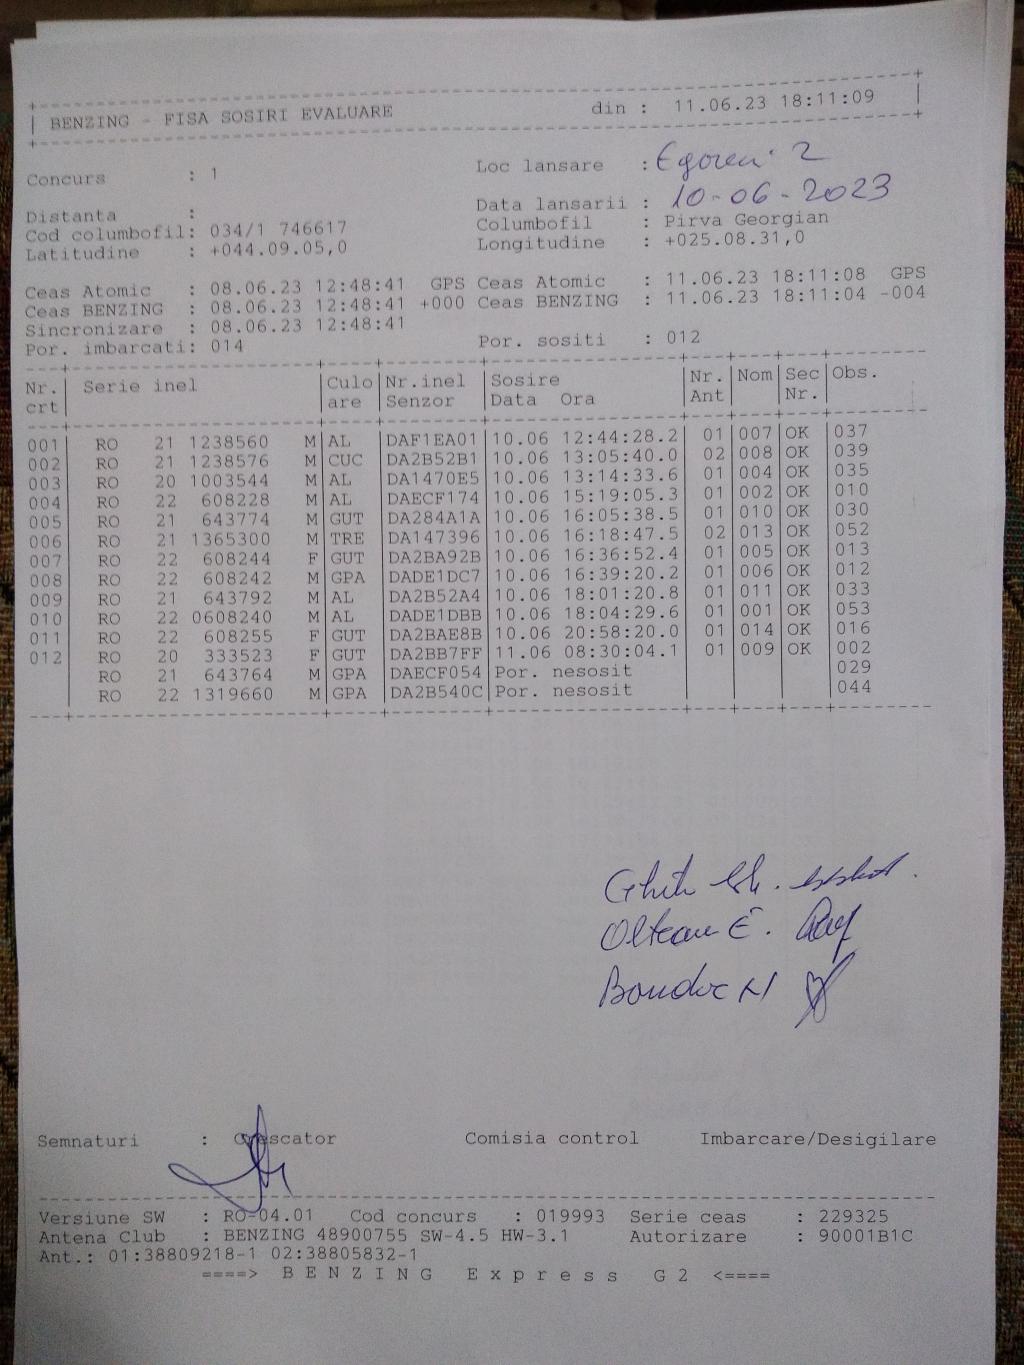 BENZING - FISA SOSIRI EVALUARE din : 11.06.23 18:11:09
Concurs : 1 Loc lansare : Egoreni 2
Distanta : Data lansarii : 10-06-2023
Cod columbofil: 034/1 746617 Columbofil : Pirva Georgian
Latitudine : +044.09.05,0 Longitudine : +025.08.31,0
Ceas Atomic : 08.06.23 12:48:41 GPS Ceas Atomic : 11.06.23 18:11:08 GPS
Ceas BENZING : 08.06.23 12:48:41 +000 Ceas BENZING : 11.06.23 18:11:04 -004
Sincronizare : 08.06.23 12:48:41
Por. imbarcati: 014 Por. sositi : 012
Nr. Serie inel Culo Nr.inel Sosire Nr. Nom Sec Obs.
crt are Senzor Data Ora Ant Nr.
001 RO 21 1238560 M AL DAF1EA01 10.06 12:44:28.2 01 007 OK 037
002 RO 21 1238576 M CUC DA2B52B1 10.06 13:05:40.0 02 008 OK 039
003 RO 20 1003544 M AL DA1470E5 10.06 13:14:33.6 01 004 OK 035
004 RO 22 608228 M AL DAECF174 10.06 15:19:05.3 01 002 OK 010
005 RO 21 643774 M GUT DA284A1A 10.06 16:05:38.5 01 010 OK 030
006 RO 21 1365300 M TRE DA147396 10.06 16:18:47.5 02 013 OK 052
007 RO 22 608244 F GUT DA2BA92B 10.06 16:36:52.4 01 005 OK 013
008 RO 22 608242 M GPA DADE1DC7 10.06 16:39:20.2 01 006 OK 012
009 RO 21 643792 M AL DA2B52A4 10.06 18:01:20.8 01 011 OK 033
010 RO 22 0608240 M AL DADE1DBB 10.06 18:04:29.6 01 001 OK 053
011 RO 22 608255 F GUT DA2BAE8B 10.06 20:58:20.0 01 014 OK 016
012 RO 20 333523 F GUT DA2BB7FF 11.06 08:30:04.1 01 009 OK 002
RO 21 643764 M GPA DAECF054 Por. nesosit 029
RO 22 1319660 M GPA DA2B540C Por. nesosit 044
Oltean E.
Semnaturi : Crescator Comisia control Imbarcare/Desigilare
Versiune SW : RO-04.01 Cod concurs : 019993 Serie ceas : 229325
Antena Club : BENZING 48900755 SW-4.5 HW-3.1 Autorizare : 90001B1C
Ant.: 01:38809218-1 02:38805832-1
====> B E N Z I N G E x p r e s s G 2 <====